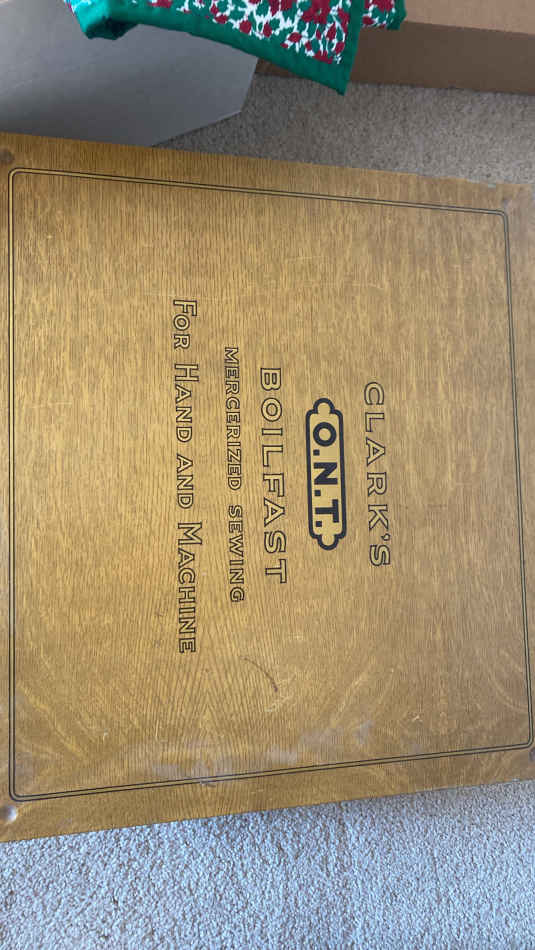 CLARK'S
O.N.T.
BOILFAST
MERCERIZED SEWING
FOR HAND AND MACHINE